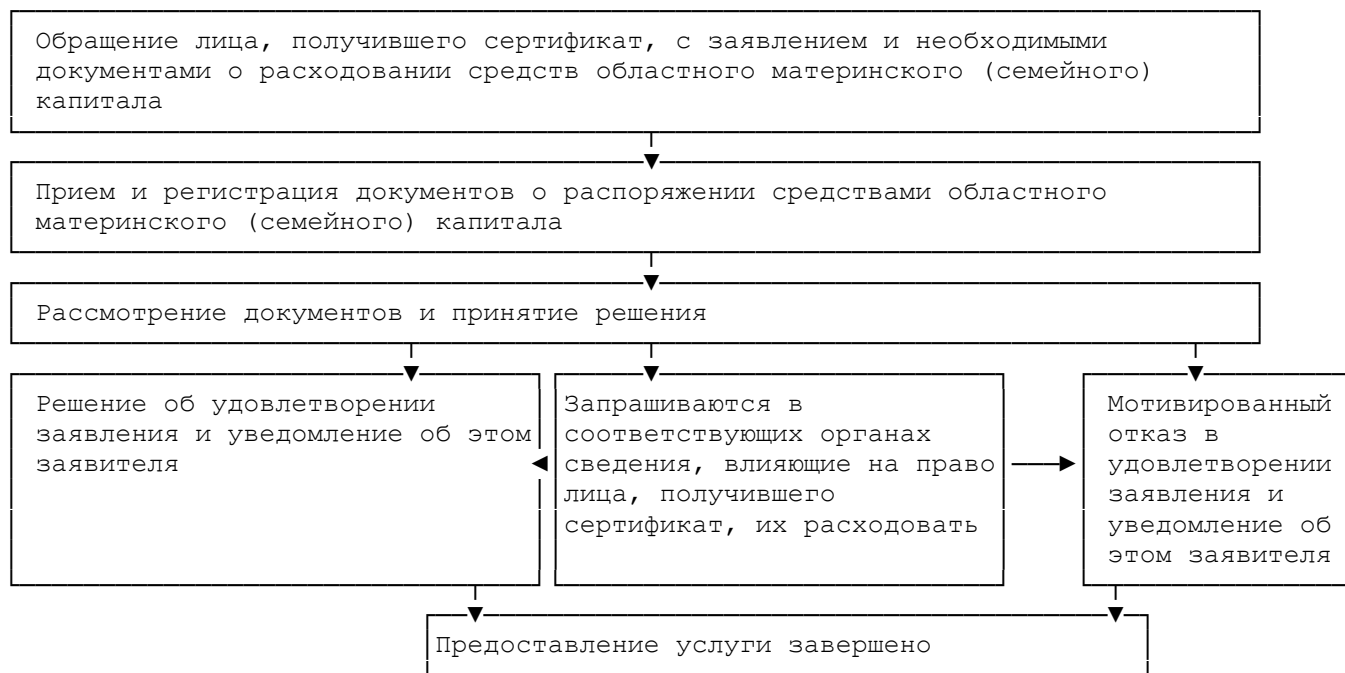 Обращение лица, получившего сертификат, с заявлением и необходимыми
документами о расходовании средств областного материнского (семейного)
капитала
Прием и регистрация документов о распоряжении средствами областного
материнского (семейного) капитала
Рассмотрение документов и принятие решения
Решение об удовлетворении
заявления и уведомление об этом
заявителя
Запрашиваются в
соответствующих органах
сведения, влияющие на право
лица, получившего
сертификат, их расходовать
Мотивированный
отказ в
удовлетворении
заявления и
уведомление об
этом заявителя
Предоставление услуги завершено